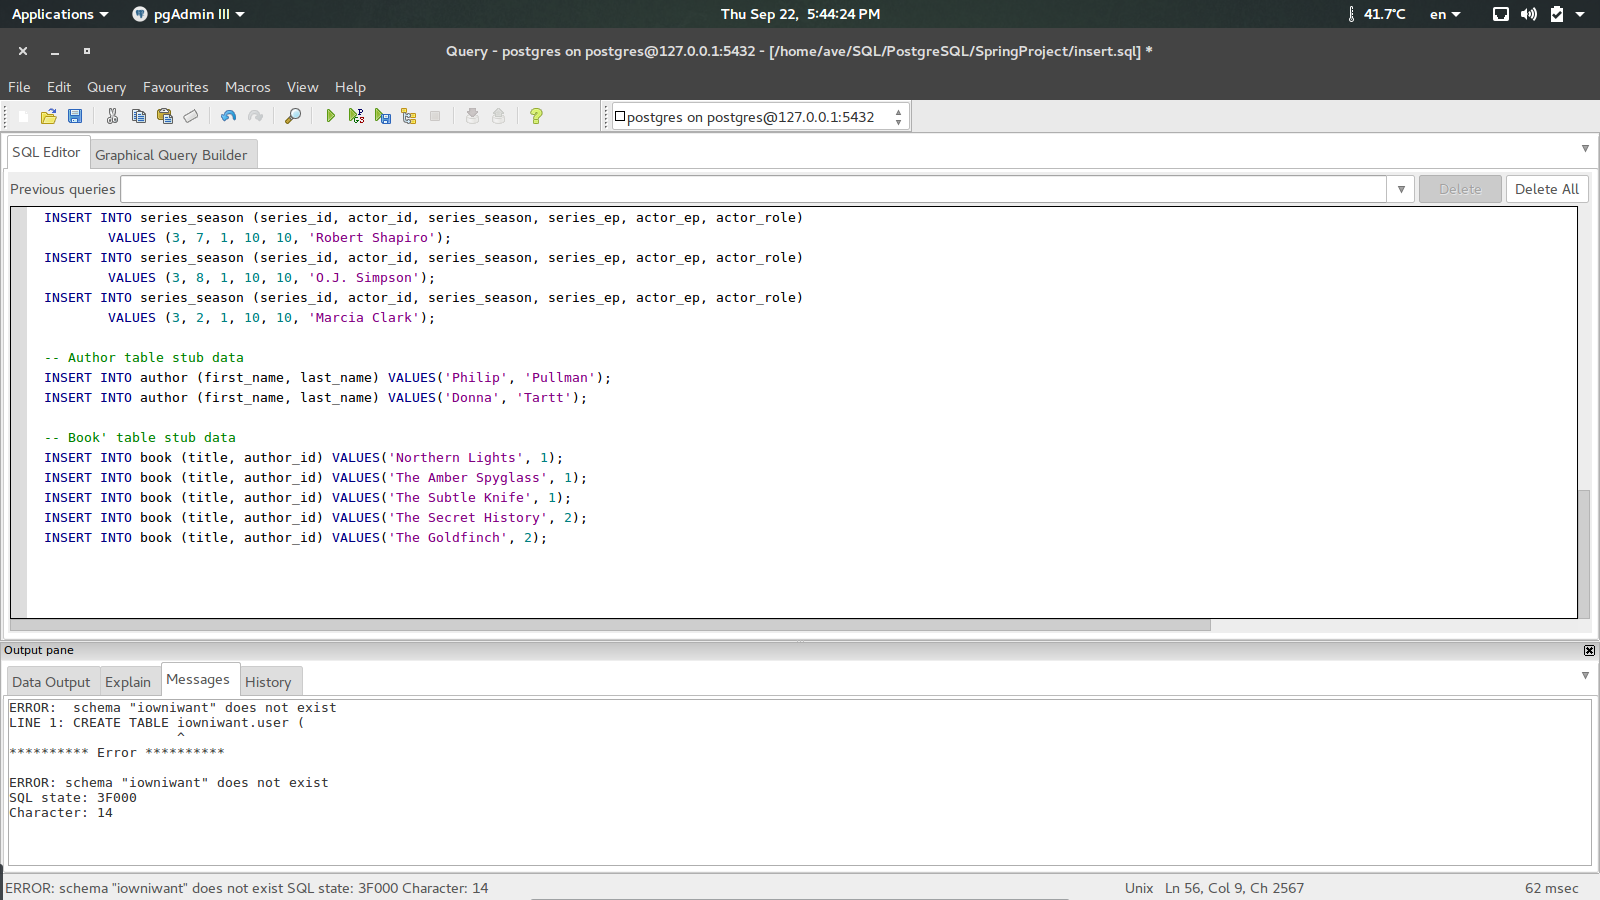 Applications pgAdmin III Thu Sep 22, 5:44:24 PM 41.7°C en
Query - postgres on postgres@127.0.0.1:5432 - [/home/ave/SQL/PostgreSQL/SpringProject/insert.sql] *
File Edit Query Favourites Macros View Help
postgres on postgres@127.0.0.1:5432
SQL Editor Graphical Query Builder
Previous queries Delete Delete All
INSERT INTO series_season (series_id, actor_id, series_season, series_ep, actor_ep, actor_role)
VALUES (3, 7, 1, 10, 10, 'Robert Shapiro');
INSERT INTO series_season (series_id, actor_id, series_season, series_ep, actor_ep, actor_role)
VALUES (3, 8, 1, 10, 10, 'O.J. Simpson');
INSERT INTO series_season (series_id, actor_id, series_season, series_ep, actor_ep, actor_role)
VALUES (3, 2, 1, 10, 10, 'Marcia Clark');
-- Author table stub data
INSERT INTO author (first_name, last_name) VALUES('Philip', 'Pullman');
INSERT INTO author (first_name, last_name) VALUES('Donna', 'Tartt');
-- Book' table stub data
INSERT INTO book (title, author_id) VALUES('Northern Lights', 1);
INSERT INTO book (title, author_id) VALUES('The Amber Spyglass', 1);
INSERT INTO book (title, author_id) VALUES('The Subtle Knife', 1);
INSERT INTO book (title, author_id) VALUES('The Secret History', 2);
INSERT INTO book (title, author_id) VALUES('The Goldfinch', 2);
Output pane
Data Output Explain Messages History
ERROR:  schema "iowniwant" does not exist
LINE 1: CREATE TABLE iowniwant.user (
^
********** Error **********
ERROR: schema "iowniwant" does not exist
SQL state: 3F000
Character: 14
ERROR: schema "iowniwant" does not exist SQL state: 3F000 Character: 14 Unix Ln 56, Col 9, Ch 2567 62 msec